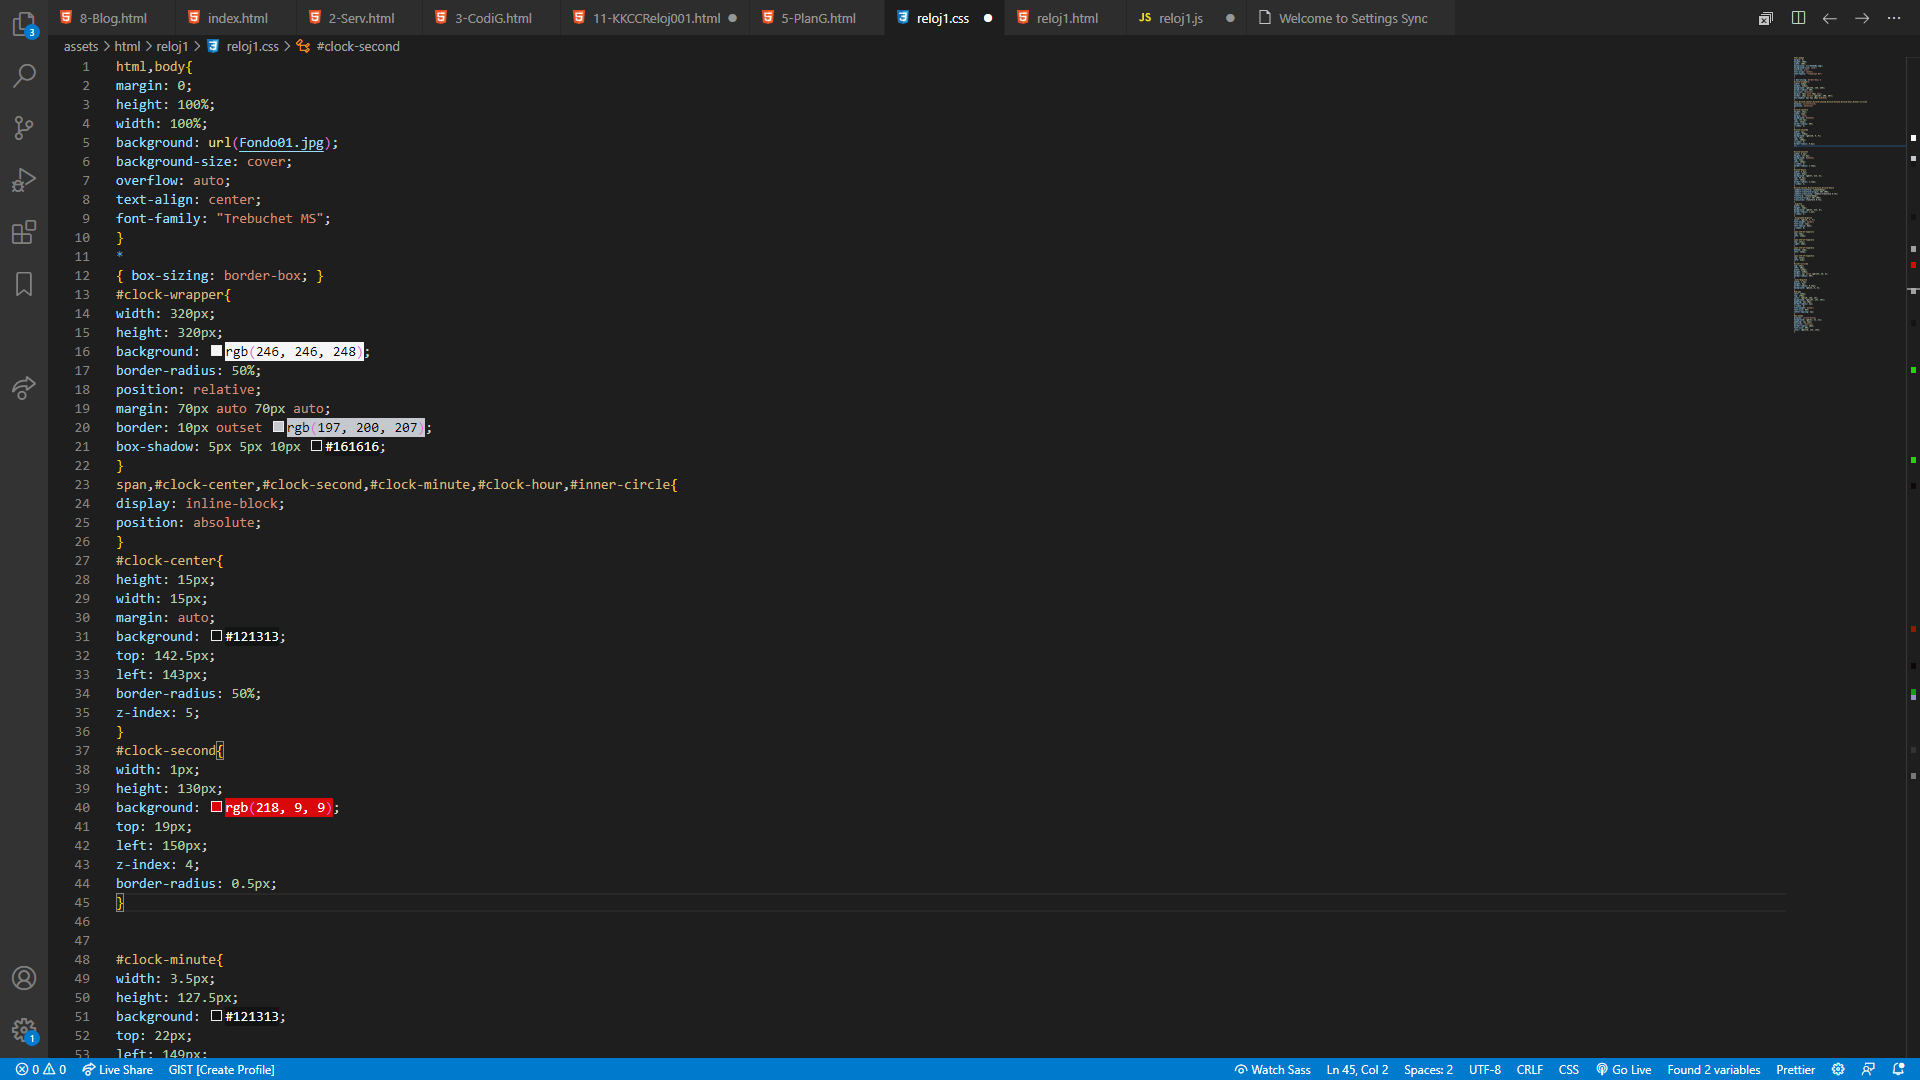 8-Blog.html index.html 2-Serv.html 3-CodiG.html 11-KKCCReloj001.html 5-PlanG.html reloj1.css reloj1.html JS reloj1.js Welcome to Settings Sync
assets > html > reloj1 > reloj1.css > #clock-second
1 html,body{
2 margin: 0;
3 height: 100%;
4 width: 100%;
5 background: url(Fondo01.jpg);
6 background-size: cover;
7 overflow: auto;
8 text-align: center;
9 font-family: "Trebuchet MS";
10 }
11 *
12 { box-sizing: border-box; }
13 #clock-wrapper{
14 width: 320px;
15 height: 320px;
16 background: rgb(246, 246, 248);
17 border-radius: 50%;
18 position: relative;
19 margin: 70px auto 70px auto;
20 border: 10px outset rgb(197, 200, 207);
21 box-shadow: 5px 5px 10px #161616;
22 }
23 span,#clock-center,#clock-second,#clock-minute,#clock-hour,#inner-circle{
24 display: inline-block;
25 position: absolute;
26 }
27 #clock-center{
28 height: 15px;
29 width: 15px;
30 margin: auto;
31 background: #121313;
32 top: 142.5px;
33 left: 143px;
34 border-radius: 50%;
35 z-index: 5;
36 }
37 #clock-second{
38 width: 1px;
39 height: 130px;
40 background: rgb(218, 9, 9);
41 top: 19px;
42 left: 150px;
43 z-index: 4;
44 border-radius: 0.5px;
45 }
46
47
48 #clock-minute{
49 width: 3.5px;
50 height: 127.5px;
51 background: #121313;
52 top: 22px;
53 left: 149px;
3
1
0 0 Live Share GIST [Create Profile] Watch Sass Ln 45, Col 2 Spaces: 2 UTF-8 CRLF CSS Go Live Found 2 variables Prettier